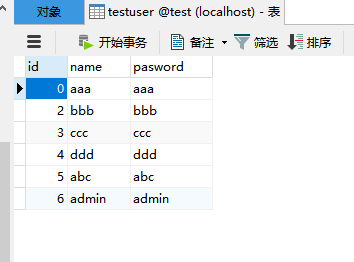 对象 testuser @test (localhost) - 表
开始事务 备注 筛选 排序
id name pasword
0 aaa aaa
2 bbb bbb
3 ccc ccc
4 ddd ddd
5 abc abc
6 admin admin